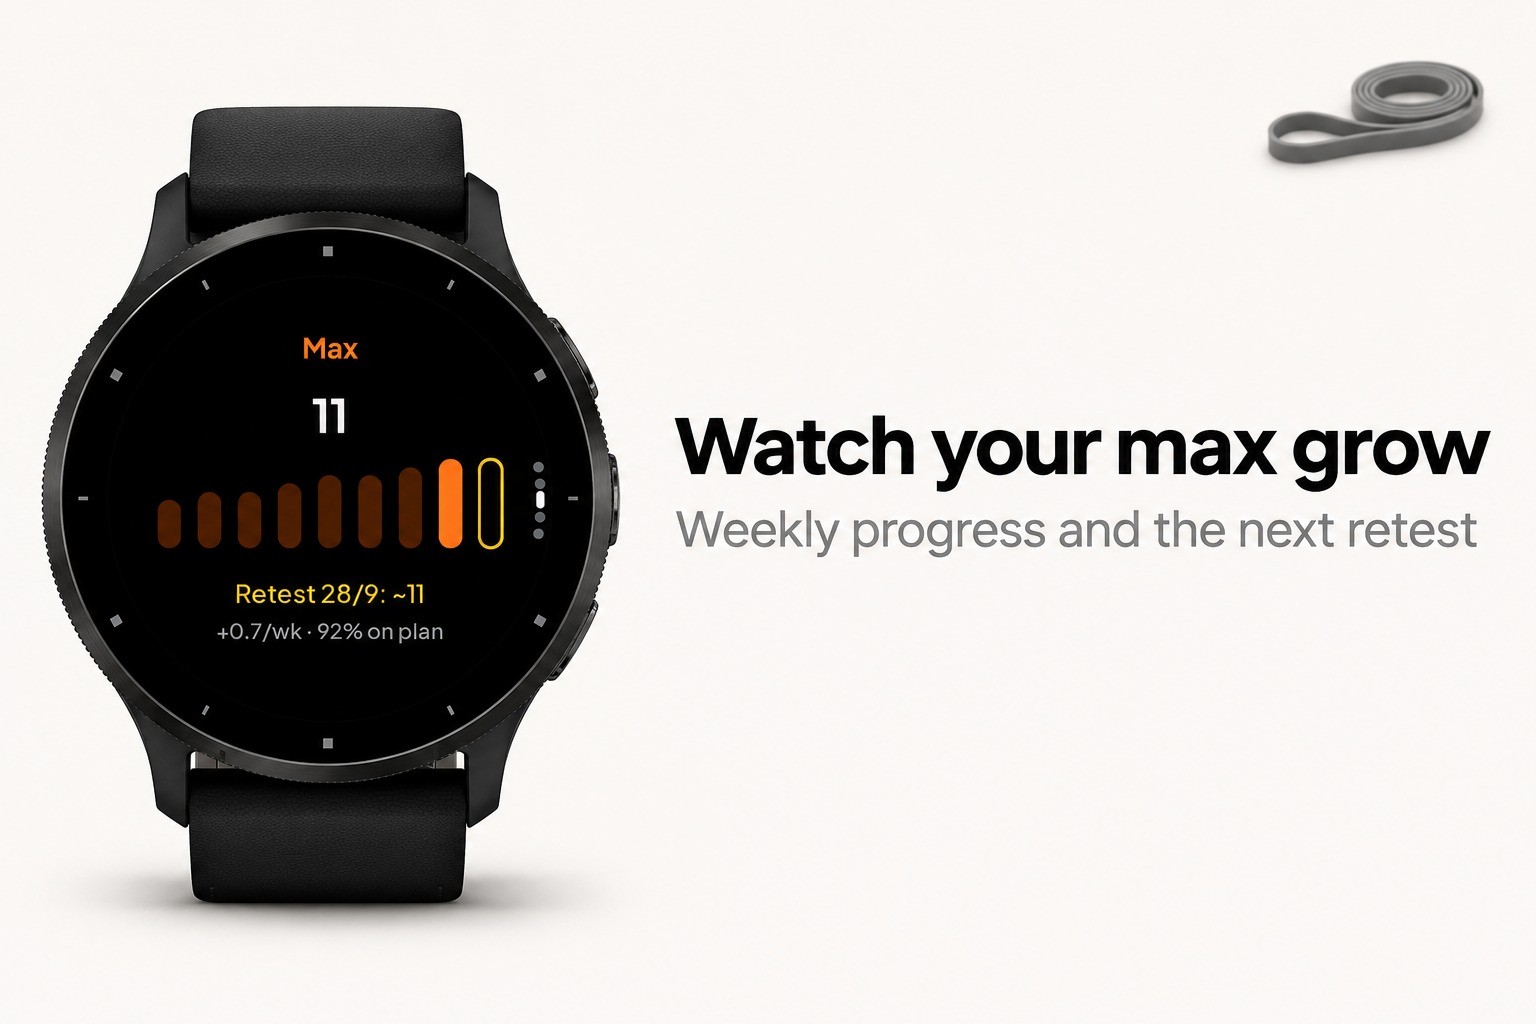 Max
11
Retest 28/9: ~11
+0.7/wk · 92% on plan
Watch your max grow
Weekly progress and the next retest